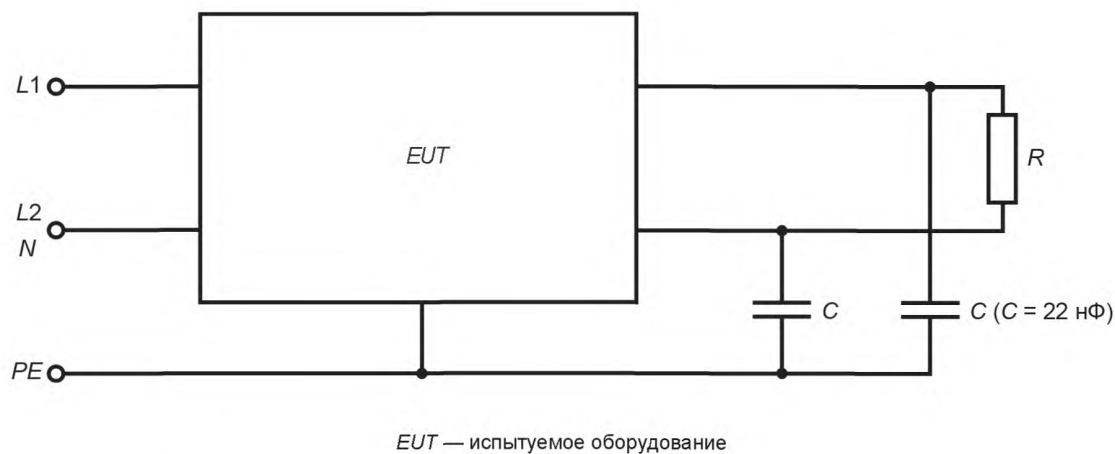 L1
EUT
R
L2
N
C
C (C = 22 нФ)
PE
EUT — испытуемое оборудование